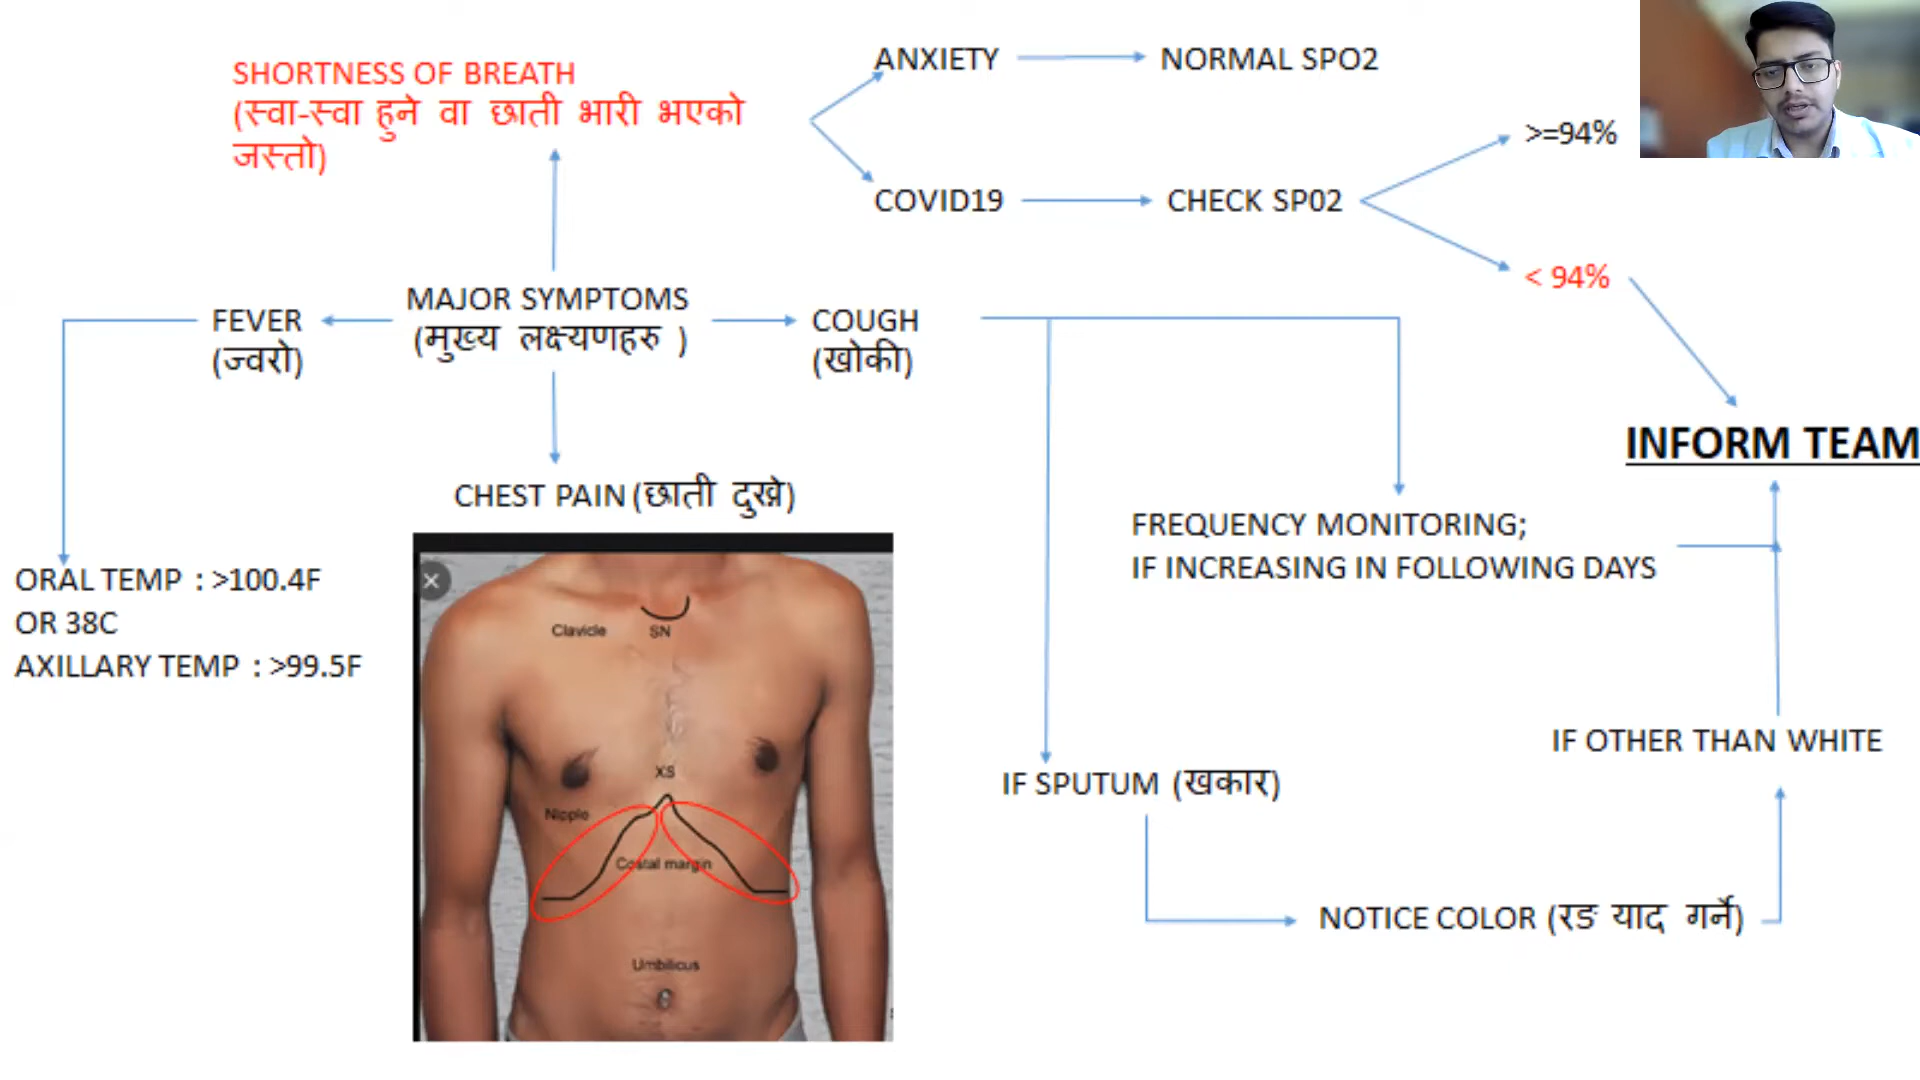 SHORTNESS OF BREATH
(स्वा-स्वा हुने वा छाती भारी भएको
जस्तो)
ANXIETY
NORMAL SPO2
COVID19
CHECK SP02
>=94%
< 94%
INFORM TEAM
MAJOR SYMPTOMS
(मुख्य लक्ष्यणहरु )
FEVER
(ज्वरो)
COUGH
(खोकी)
CHEST PAIN (छाती दुख्ने)
ORAL TEMP : >100.4F
OR 38C
AXILLARY TEMP : >99.5F
Clavicle
SN
XS
Nipple
Costal margin
Umbilicus
FREQUENCY MONITORING;
IF INCREASING IN FOLLOWING DAYS
IF SPUTUM (खकार)
IF OTHER THAN WHITE
NOTICE COLOR (रङ याद गर्ने)